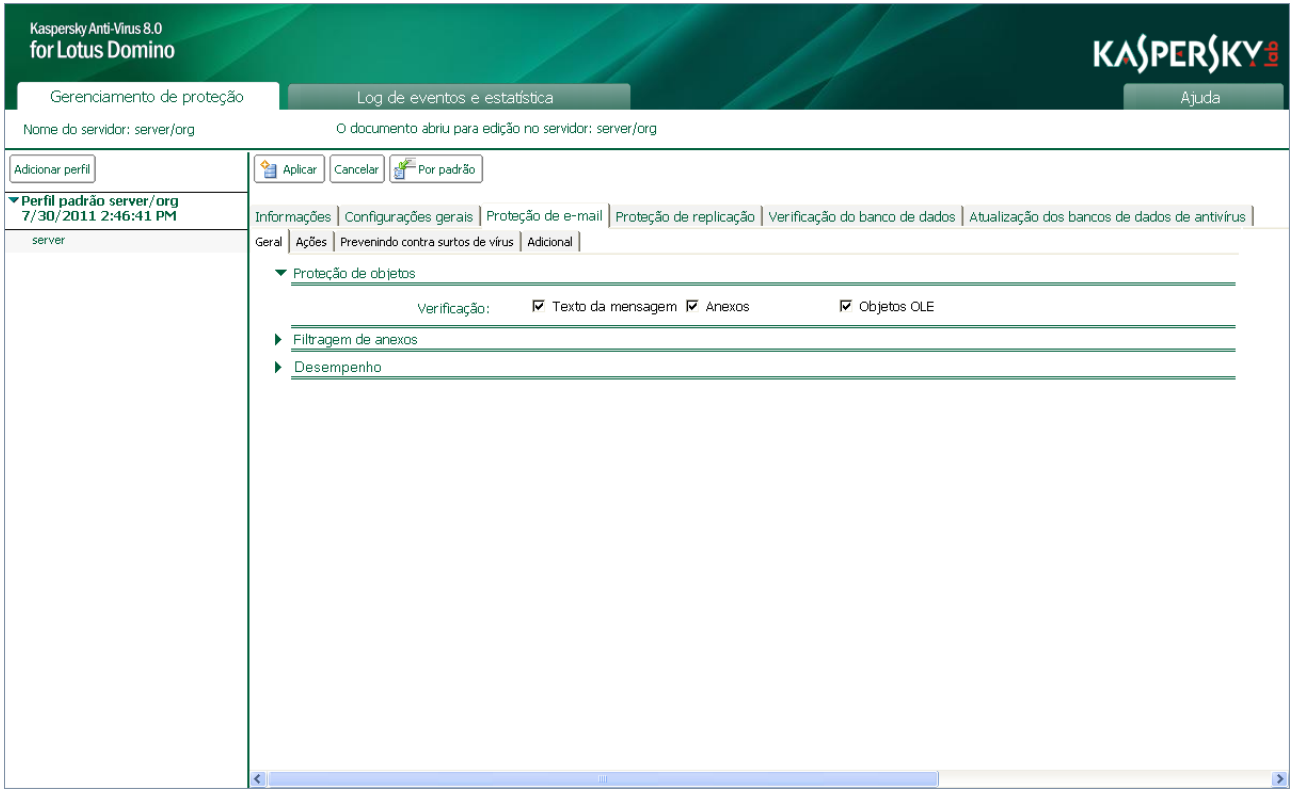 Kaspersky Anti-Virus 8.0
for Lotus Domino
KASPERSKY lab
Gerenciamento de proteção
Log de eventos e estatística
Ajuda
Nome do servidor: server/org
O documento abriu para edição no servidor: server/org
Adicionar perfil
Aplicar
Cancelar
Por padrão
Perfil padrão server/org
7/30/2011 2:46:41 PM
server
Informações
Configurações gerais
Proteção de e-mail
Proteção de replicação
Verificação do banco de dados
Atualização dos bancos de dados de antivírus
Geral
Ações
Prevenindo contra surtos de vírus
Adicional
Proteção de objetos
Verificação:
Texto da mensagem
Anexos
Objetos OLE
Filtragem de anexos
Desempenho